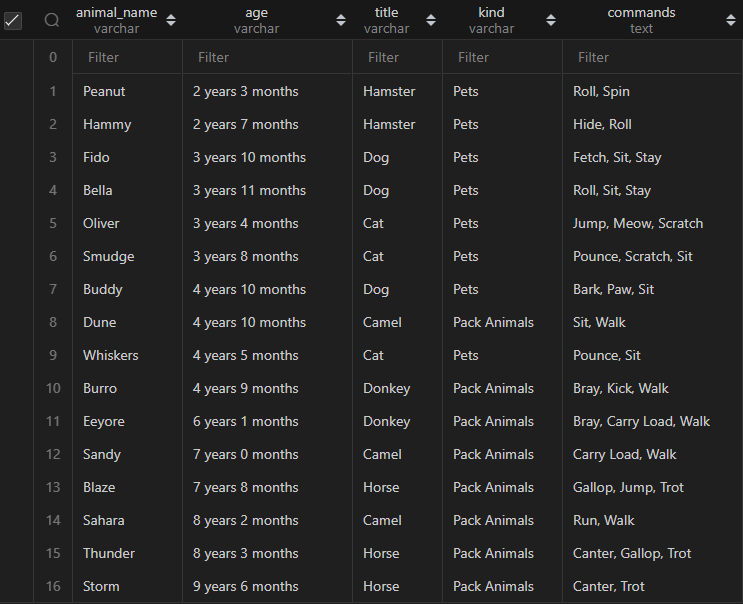 animal_name age title kind commands
varchar varchar varchar varchar text
0 Filter Filter Filter Filter Filter
1 Peanut 2 years 3 months Hamster Pets Roll, Spin
2 Hammy 2 years 7 months Hamster Pets Hide, Roll
3 Fido 3 years 10 months Dog Pets Fetch, Sit, Stay
4 Bella 3 years 11 months Dog Pets Roll, Sit, Stay
5 Oliver 3 years 4 months Cat Pets Jump, Meow, Scratch
6 Smudge 3 years 8 months Cat Pets Pounce, Scratch, Sit
7 Buddy 4 years 10 months Dog Pets Bark, Paw, Sit
8 Dune 4 years 10 months Camel Pack Animals Sit, Walk
9 Whiskers 4 years 5 months Cat Pets Pounce, Sit
10 Burro 4 years 9 months Donkey Pack Animals Bray, Kick, Walk
11 Eeyore 6 years 1 months Donkey Pack Animals Bray, Carry Load, Walk
12 Sandy 7 years 0 months Camel Pack Animals Carry Load, Walk
13 Blaze 7 years 8 months Horse Pack Animals Gallop, Jump, Trot
14 Sahara 8 years 2 months Camel Pack Animals Run, Walk
15 Thunder 8 years 3 months Horse Pack Animals Canter, Gallop, Trot
16 Storm 9 years 6 months Horse Pack Animals Canter, Trot